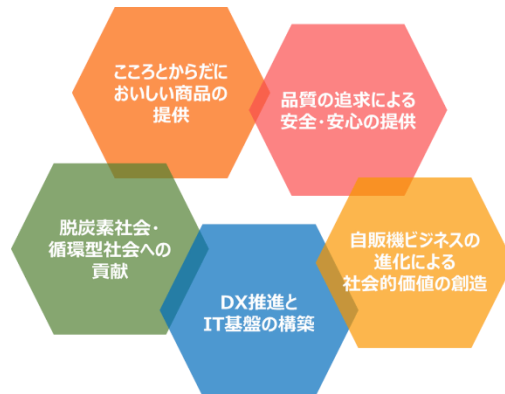 こころとからだに
おいしい商品の
提供
品質の追求による
安全・安心の提供
脱炭素社会・
循環型社会への
貢献
自販機ビジネスの
進化による
社会的価値の創造
DX推進と
IT基盤の構築